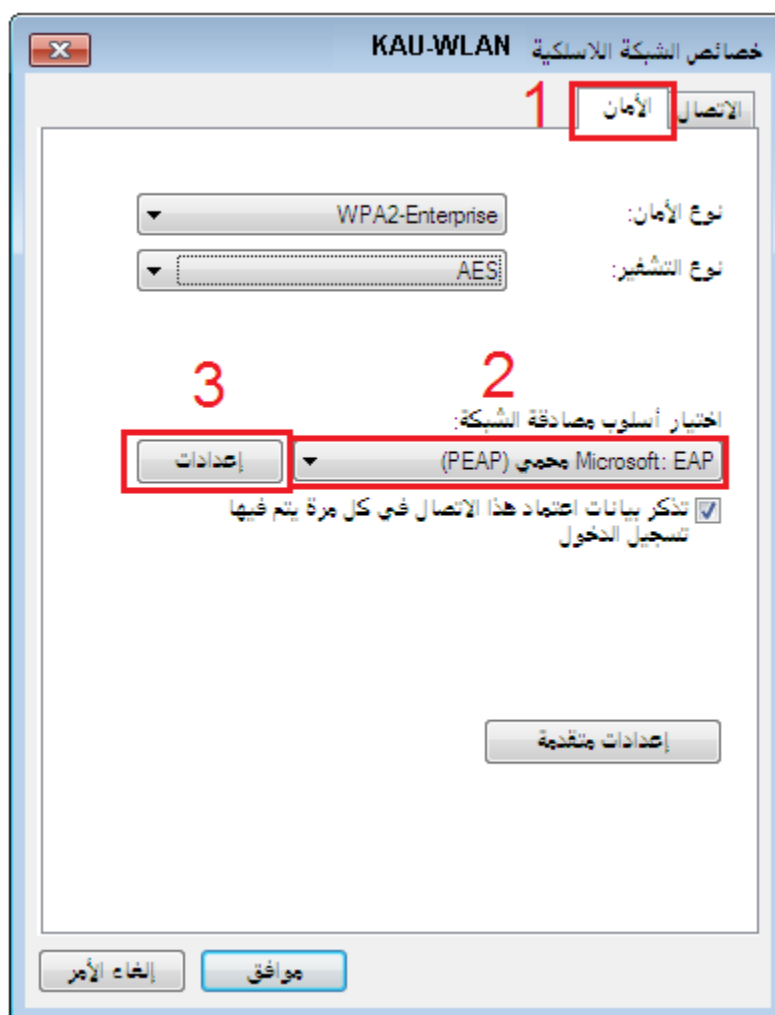 خصائص الشبكة اللاسلكية KAU-WLAN
الاتصال
الأمان
1
نوع الأمان:
WPA2-Enterprise
نوع التشفير:
AES
2
3
اختيار أسلوب مصادقة الشبكة:
Microsoft: EAP محمي (PEAP)
إعدادات
تذكر بيانات اعتماد هذا الاتصال في كل مرة يتم فيها
تسجيل الدخول
إعدادات متقدمة
موافق
إلغاء الأمر